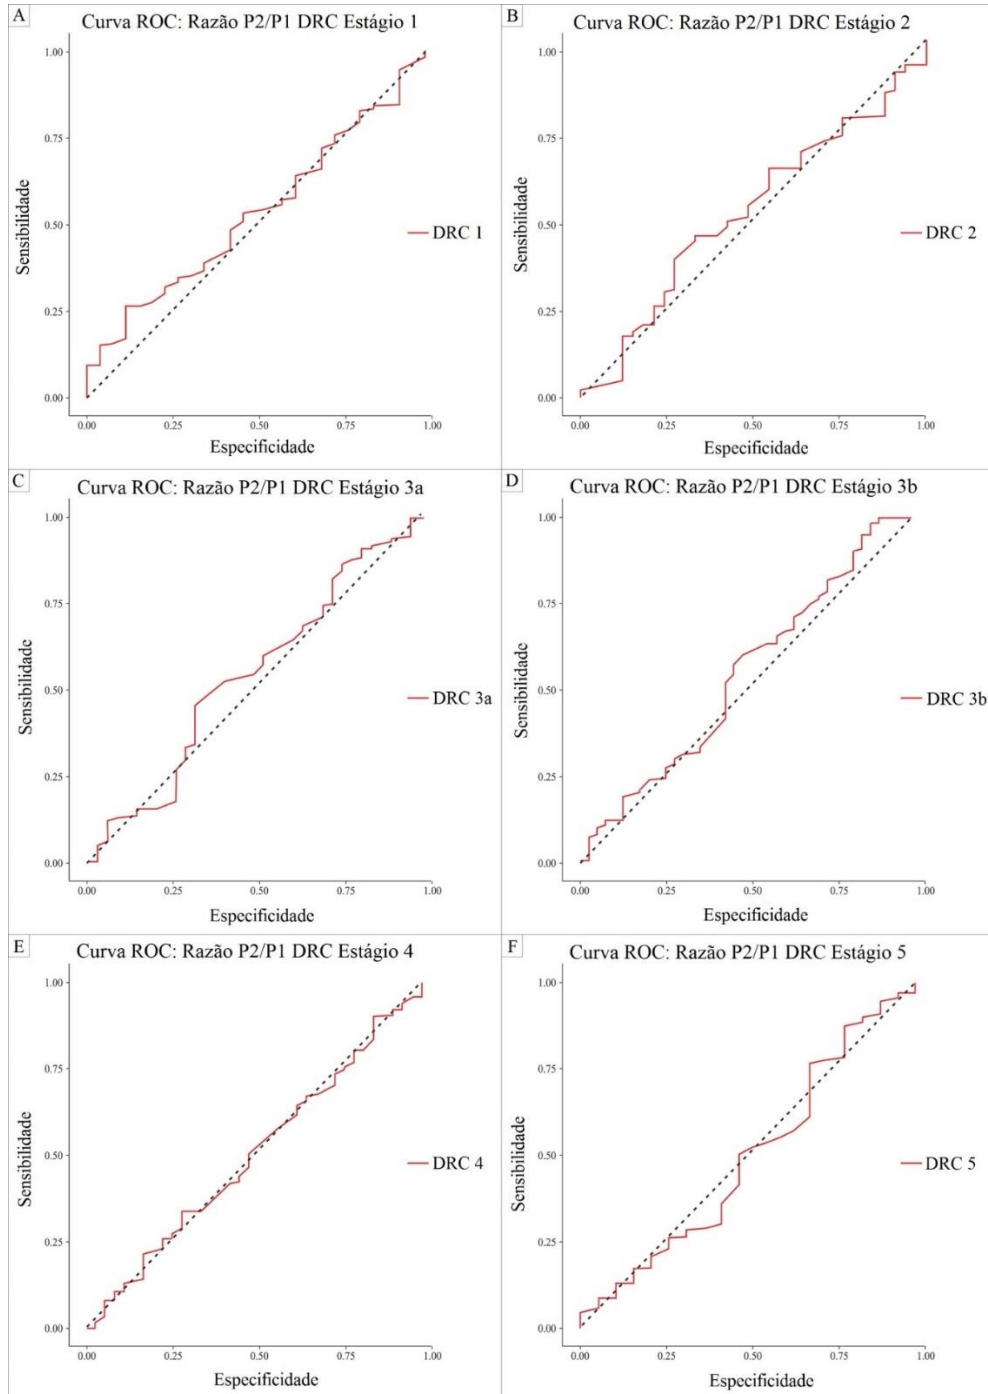 A
Curva ROC: Razão P2/P1 DRC Estágio 1
1.00
0.75
0.50
0.25
0.00
Sensibilidade
DRC 1
0.00 0.25 0.50 0.75 1.00
Especificidade
B
Curva ROC: Razão P2/P1 DRC Estágio 2
1.00
0.75
0.50
0.25
0.00
Sensibilidade
DRC 2
0.00 0.25 0.50 0.75 1.00
Especificidade
C
Curva ROC: Razão P2/P1 DRC Estágio 3a
1.00
0.75
0.50
0.25
0.00
Sensibilidade
DRC 3a
0.00 0.25 0.50 0.75 1.00
Especificidade
D
Curva ROC: Razão P2/P1 DRC Estágio 3b
1.00
0.75
0.50
0.25
0.00
Sensibilidade
DRC 3b
0.00 0.25 0.50 0.75 1.00
Especificidade
E
Curva ROC: Razão P2/P1 DRC Estágio 4
1.00
0.75
0.50
0.25
0.00
Sensibilidade
DRC 4
0.00 0.25 0.50 0.75 1.00
Especificidade
F
Curva ROC: Razão P2/P1 DRC Estágio 5
1.00
0.75
0.50
0.25
0.00
Sensibilidade
DRC 5
0.00 0.25 0.50 0.75 1.00
Especificidade